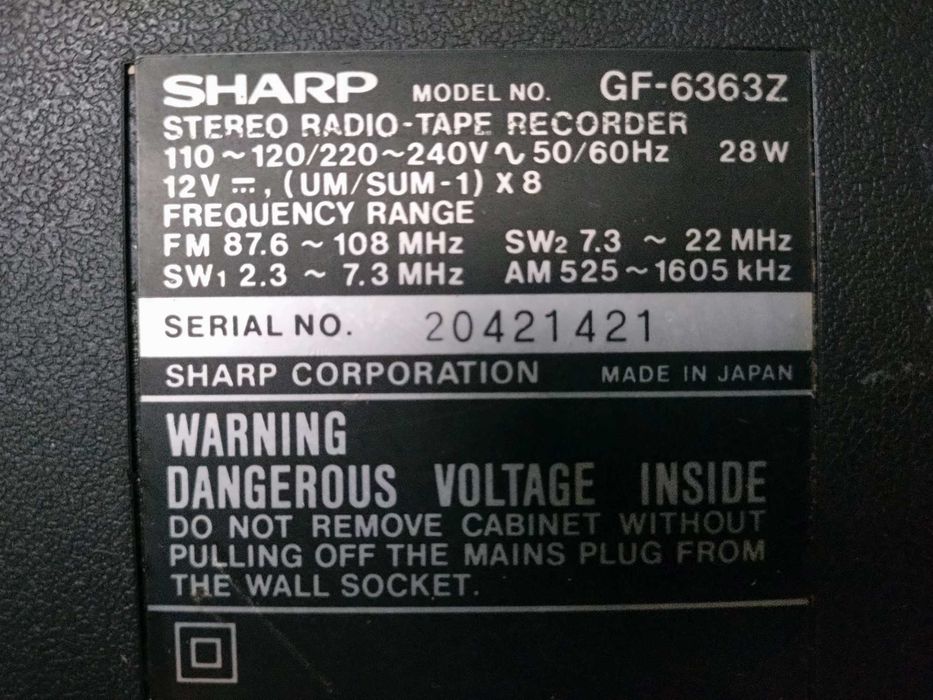 SHARP MODEL NO. GF-6363Z
STEREO RADIO-TAPE RECORDER
110~120/220~240V∿50/60Hz 28W
12V ⎓, (UM/SUM-1) X 8
FREQUENCY RANGE
FM 87.6 ~ 108 MHz SW2 7.3 ~ 22 MHz
SW1 2.3 ~ 7.3 MHz AM 525 ~ 1605 kHz
SERIAL NO. 20421421
SHARP CORPORATION MADE IN JAPAN
WARNING
DANGEROUS VOLTAGE INSIDE
DO NOT REMOVE CABINET WITHOUT
PULLING OFF THE MAINS PLUG FROM
THE WALL SOCKET.